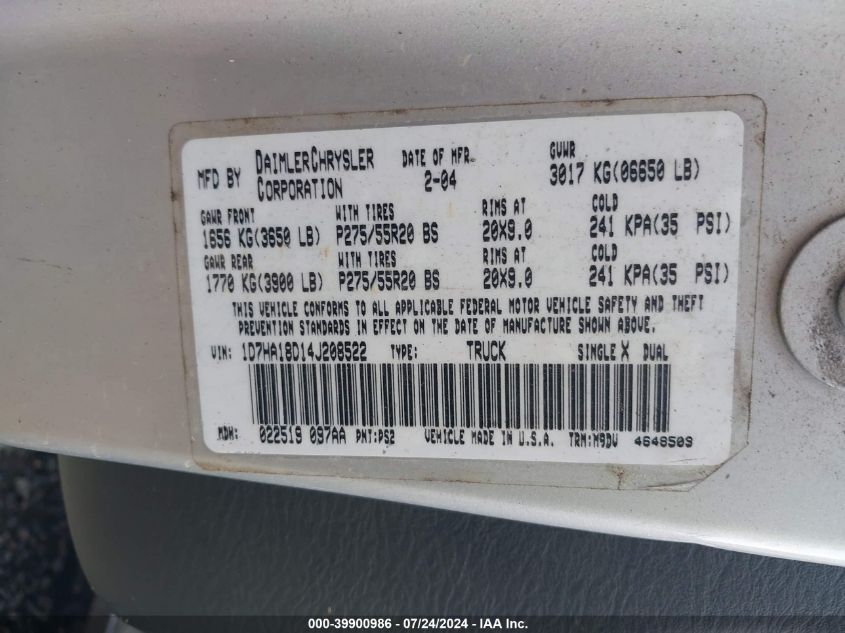 MFD BY DAIMLERCHRYSLER CORPORATION DATE OF MFR. 2-04 GVWR 3017 KG(06650 LB)
GAWR FRONT WITH TIRES RIMS AT COLD
1656 KG(3650 LB) P275/55R20 BS 20X9.0 241 KPA(35 PSI)
GAWR REAR WITH TIRES RIMS AT COLD
1770 KG(3900 LB) P275/55R20 BS 20X9.0 241 KPA(35 PSI)
THIS VEHICLE CONFORMS TO ALL APPLICABLE FEDERAL MOTOR VEHICLE SAFETY AND THEFT
PREVENTION STANDARDS IN EFFECT ON THE DATE OF MANUFACTURE SHOWN ABOVE.
VIN: 1D7HA18D14J208522 TYPE: TRUCK SINGLE X DUAL
MDH: 022519 097AA PNT:PS2 VEHICLE MADE IN U.S.A. TRM:M9DV 4648509
000-39900986 - 07/24/2024 - IAA Inc.